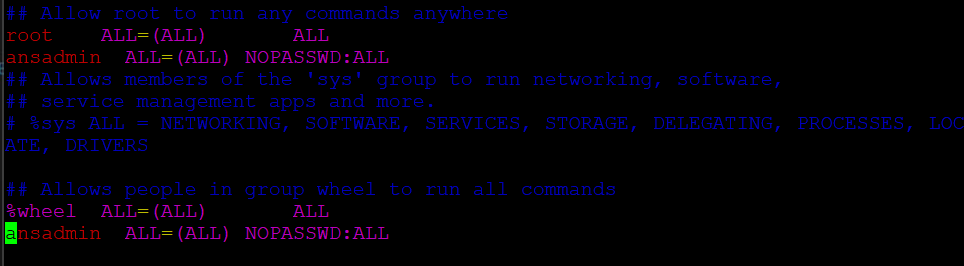 ## Allow root to run any commands anywhere
root    ALL=(ALL)       ALL
ansadmin  ALL=(ALL) NOPASSWD:ALL
## Allows members of the 'sys' group to run networking, software,
## service management apps and more.
# %sys ALL = NETWORKING, SOFTWARE, SERVICES, STORAGE, DELEGATING, PROCESSES, LOC
ATE, DRIVERS
## Allows people in group wheel to run all commands
%wheel  ALL=(ALL)       ALL
ansadmin  ALL=(ALL) NOPASSWD:ALL